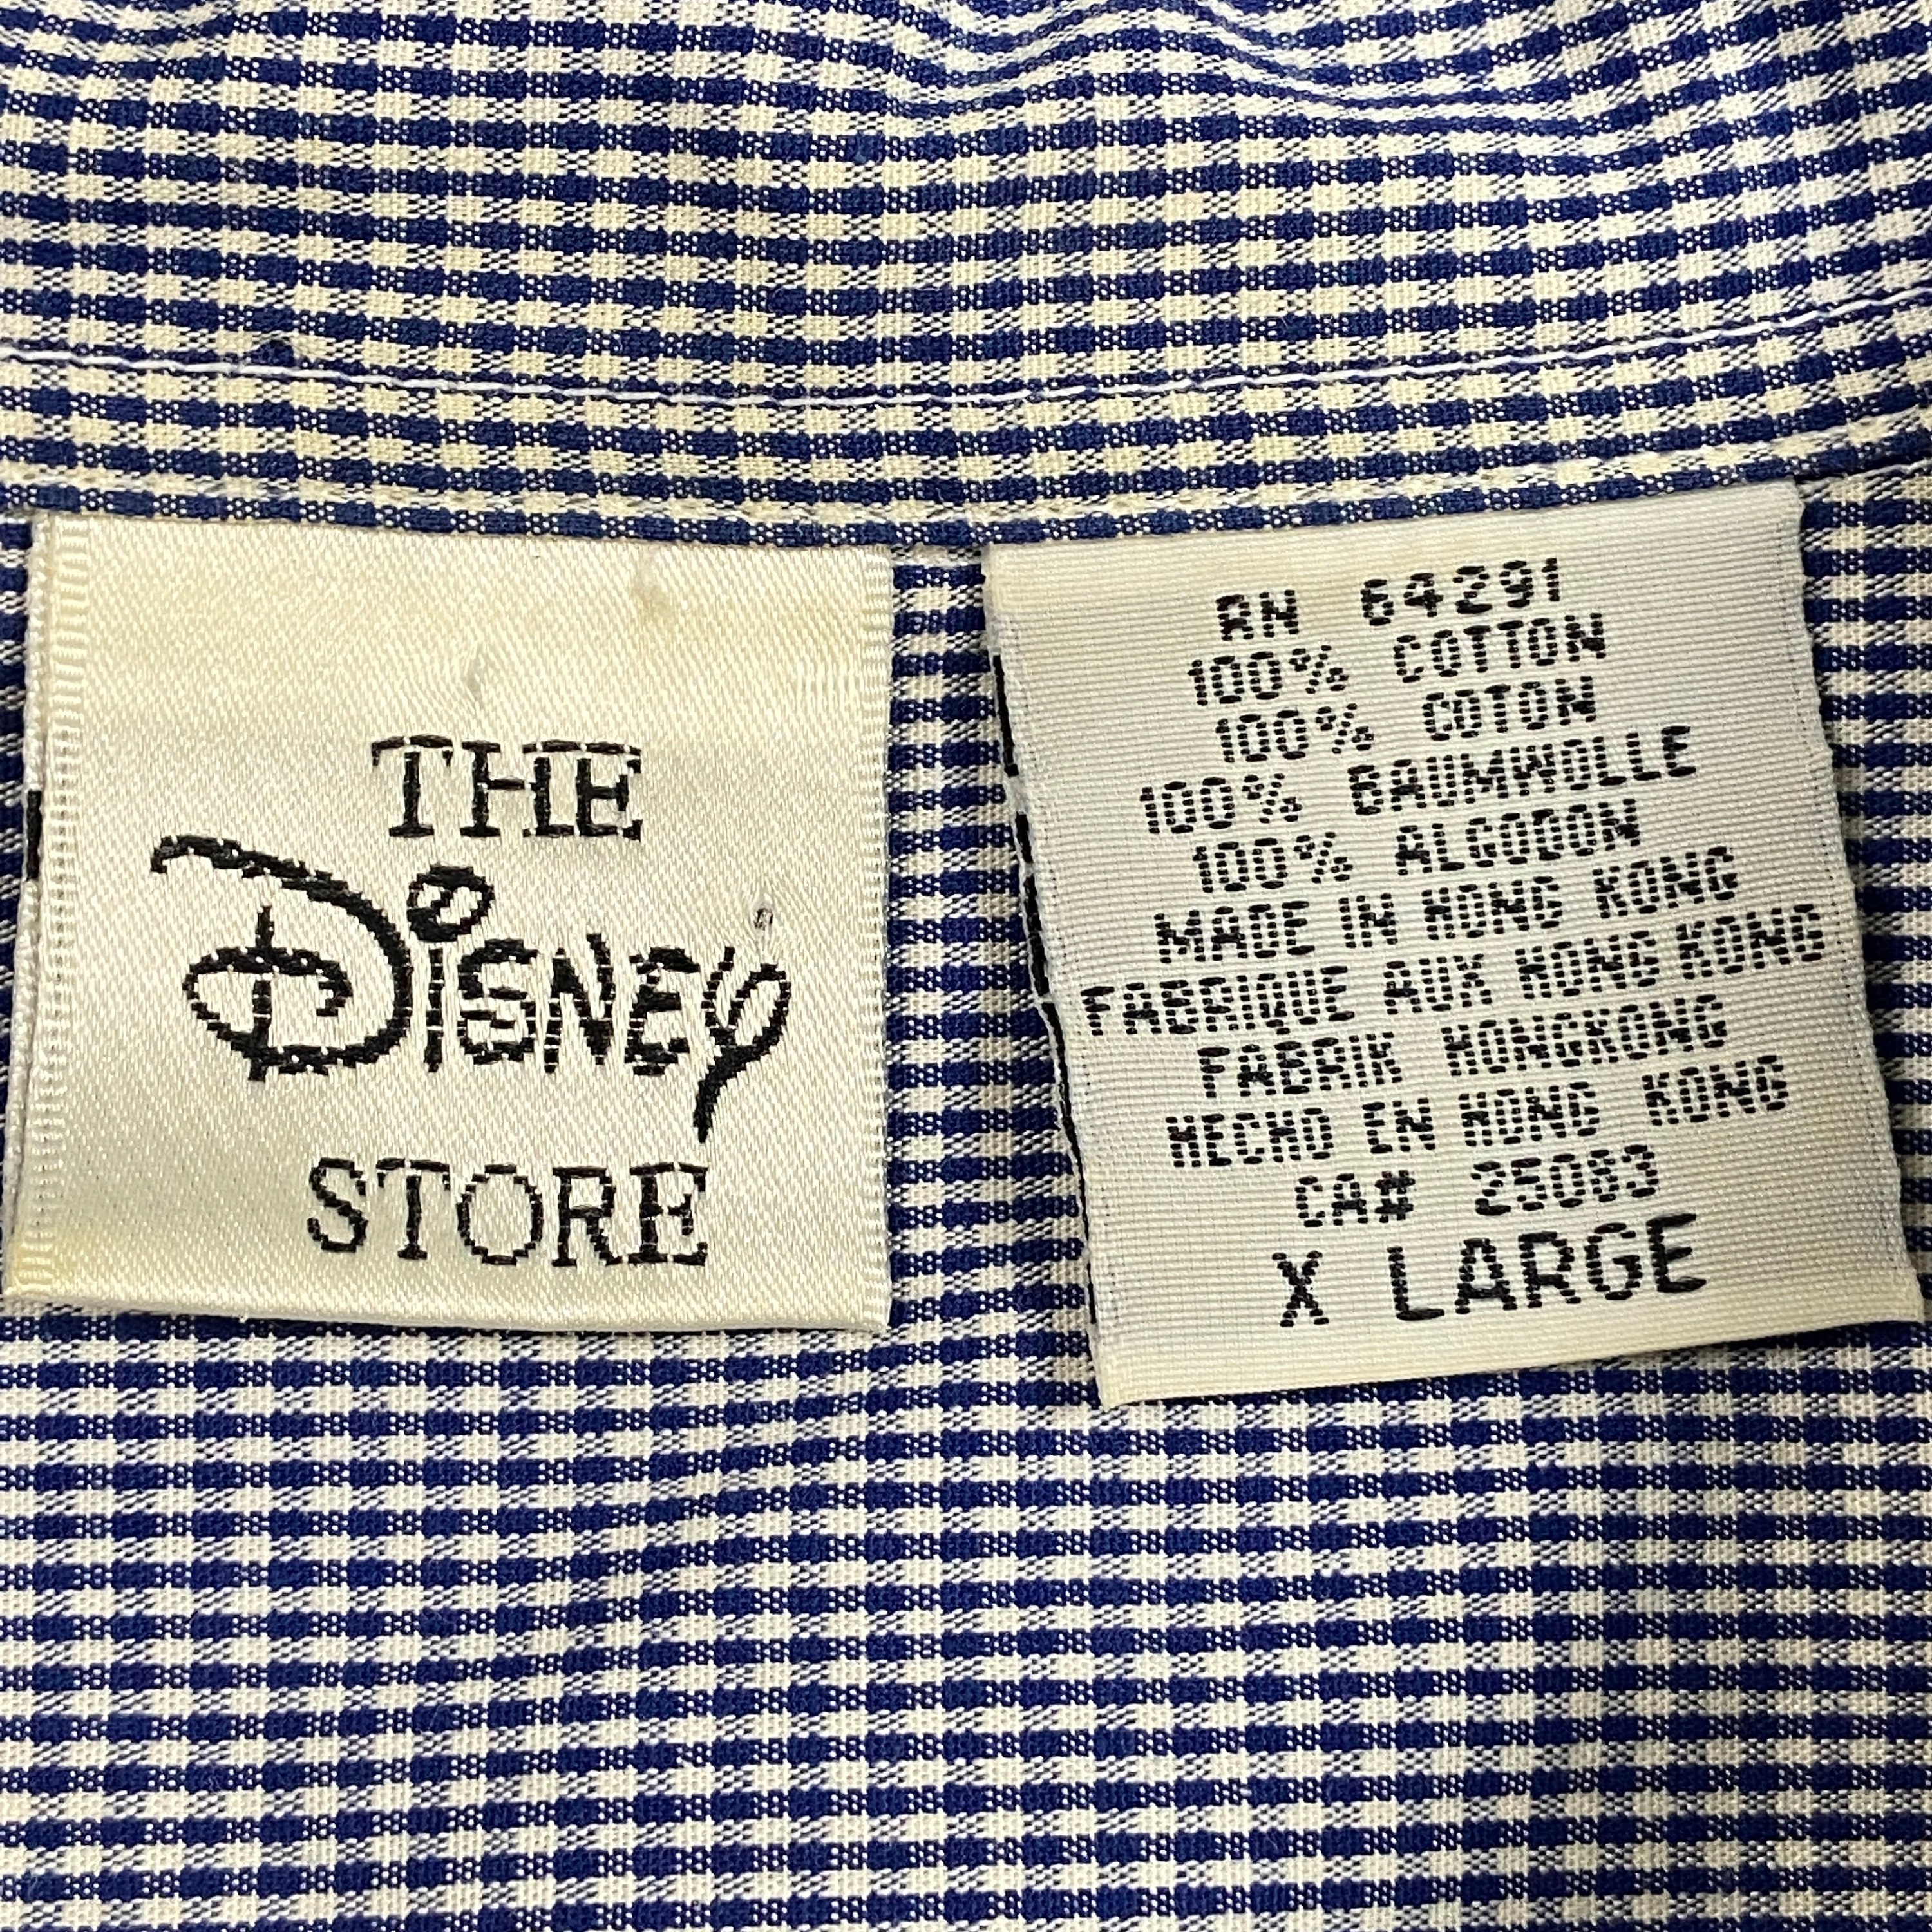 THE
Disney
STORE
RN 64291
100% COTTON
100% COTON
100% BAUMWOLLE
100% ALGODON
MADE IN HONG KONG
FABRIQUE AUX HONG KONG
FABRIK HONGKONG
HECHO EN HONG KONG
CA# 25083
X LARGE